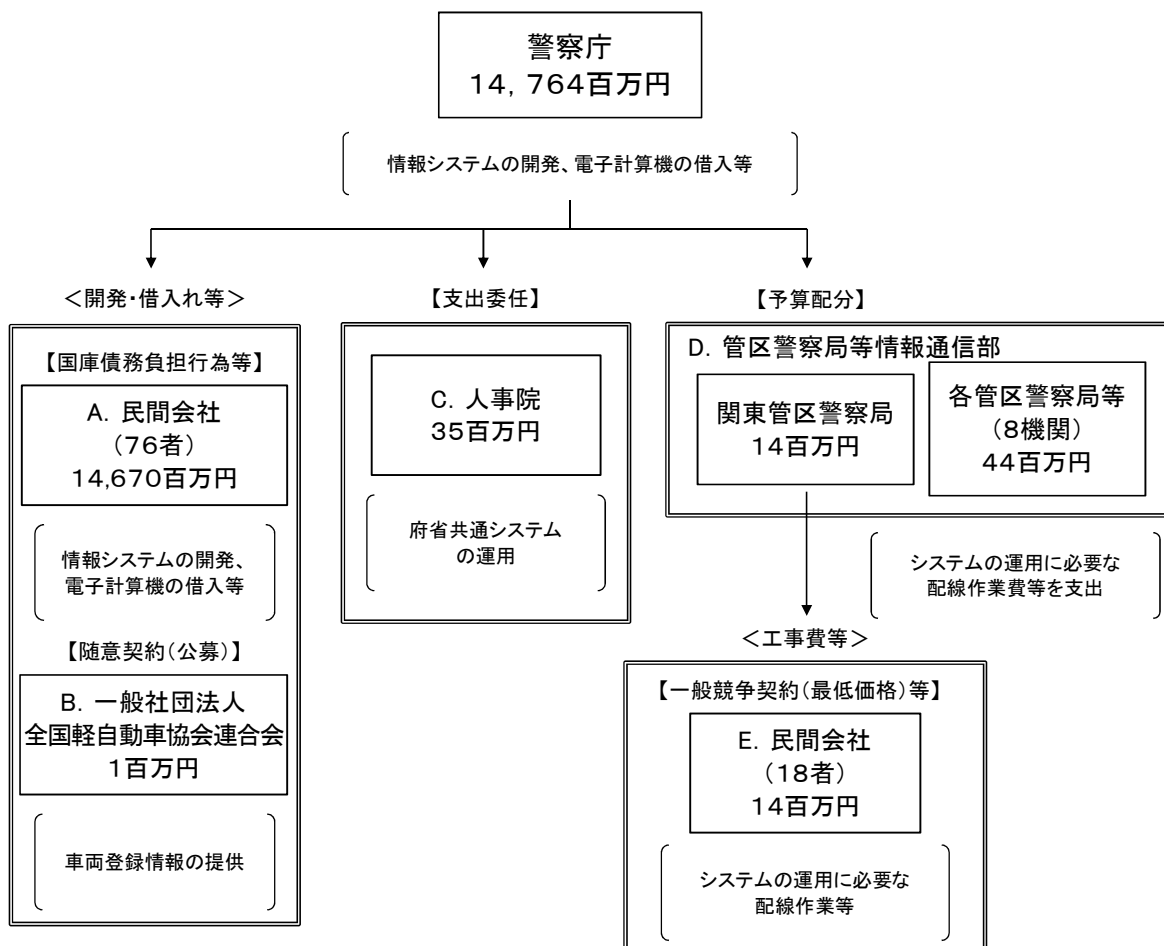 警察庁
14，764百万円
情報システムの開発、電子計算機の借入等
＜開発・借入れ等＞
【国庫債務負担行為等】
A．民間会社
（76者）
14,670百万円
情報システムの開発、
電子計算機の借入等
【随意契約（公募）】
B．一般社団法人
全国軽自動車協会連合会
1百万円
車両登録情報の提供
【支出委任】
C．人事院
35百万円
府省共通システム
の運用
【予算配分】
D．管区警察局等情報通信部
関東管区警察局
14百万円
各管区警察局等
（8機関）
44百万円
システムの運用に必要な
配線作業費等を支出
＜工事費等＞
【一般競争契約（最低価格）等】
E．民間会社
（18者）
14百万円
システムの運用に必要な
配線作業等